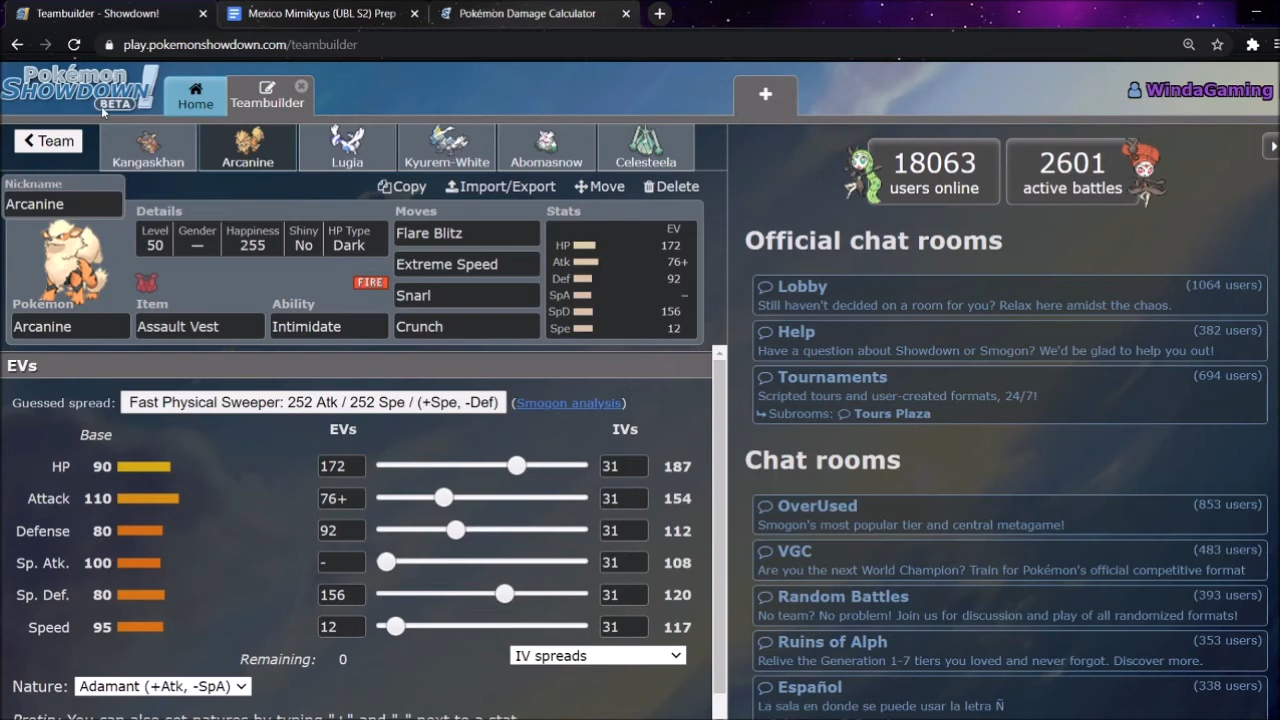 Teambuilder - Showdown!
Mexico Mimikyus (UBL S2) Prep
Pokémon Damage Calculator
play.pokemonshowdown.com/teambuilder
Pokémon
SHOWDOWN!
BETA
Home
Teambuilder
WindaGaming
Team
Kangaskhan
Arcanine
Lugia
Kyurem-White
Abomasnow
Celesteela
Copy
Import/Export
Move
Delete
Nickname
Arcanine
Details
Level
50
Gender
—
Happiness
255
Shiny
No
HP Type
Dark
FIRE
Pokémon
Arcanine
Item
Assault Vest
Ability
Intimidate
Moves
Flare Blitz
Extreme Speed
Snarl
Crunch
Stats
EV
HP 172
Atk 76+
Def 92
SpA –
SpD 156
Spe 12
EVs
Guessed spread: Fast Physical Sweeper: 252 Atk / 252 Spe / (+Spe, -Def) (Smogon analysis)
Base EVs IVs
HP 90 172 31 187
Attack 110 76+ 31 154
Defense 80 92 31 112
Sp. Atk. 100 - 31 108
Sp. Def. 80 156 31 120
Speed 95 12 31 117
Remaining: 0
IV spreads
Nature: Adamant (+Atk, -SpA)
Protip: You can also set natures by typing "+" and "-" next to a stat.
18063
users online
2601
active battles
Official chat rooms
Lobby (1064 users)
Still haven't decided on a room for you? Relax here amidst the chaos.
Help (382 users)
Have a question about Showdown or Smogon? We'd be glad to help you out!
Tournaments (694 users)
Scripted tours and user-created formats, 24/7!
Subrooms: Tours Plaza
Chat rooms
OverUsed (853 users)
Smogon's most popular tier and central metagame!
VGC (483 users)
Are you the next World Champion? Train for Pokémon's official competitive format
Random Battles (393 users)
No team? No problem! Join us for discussion and play of all randomized formats!
Ruins of Alph (353 users)
Relive the Generation 1-7 tiers you loved and never forgot. Discover more.
Español (338 users)
La sala en donde se puede usar la letra Ñ